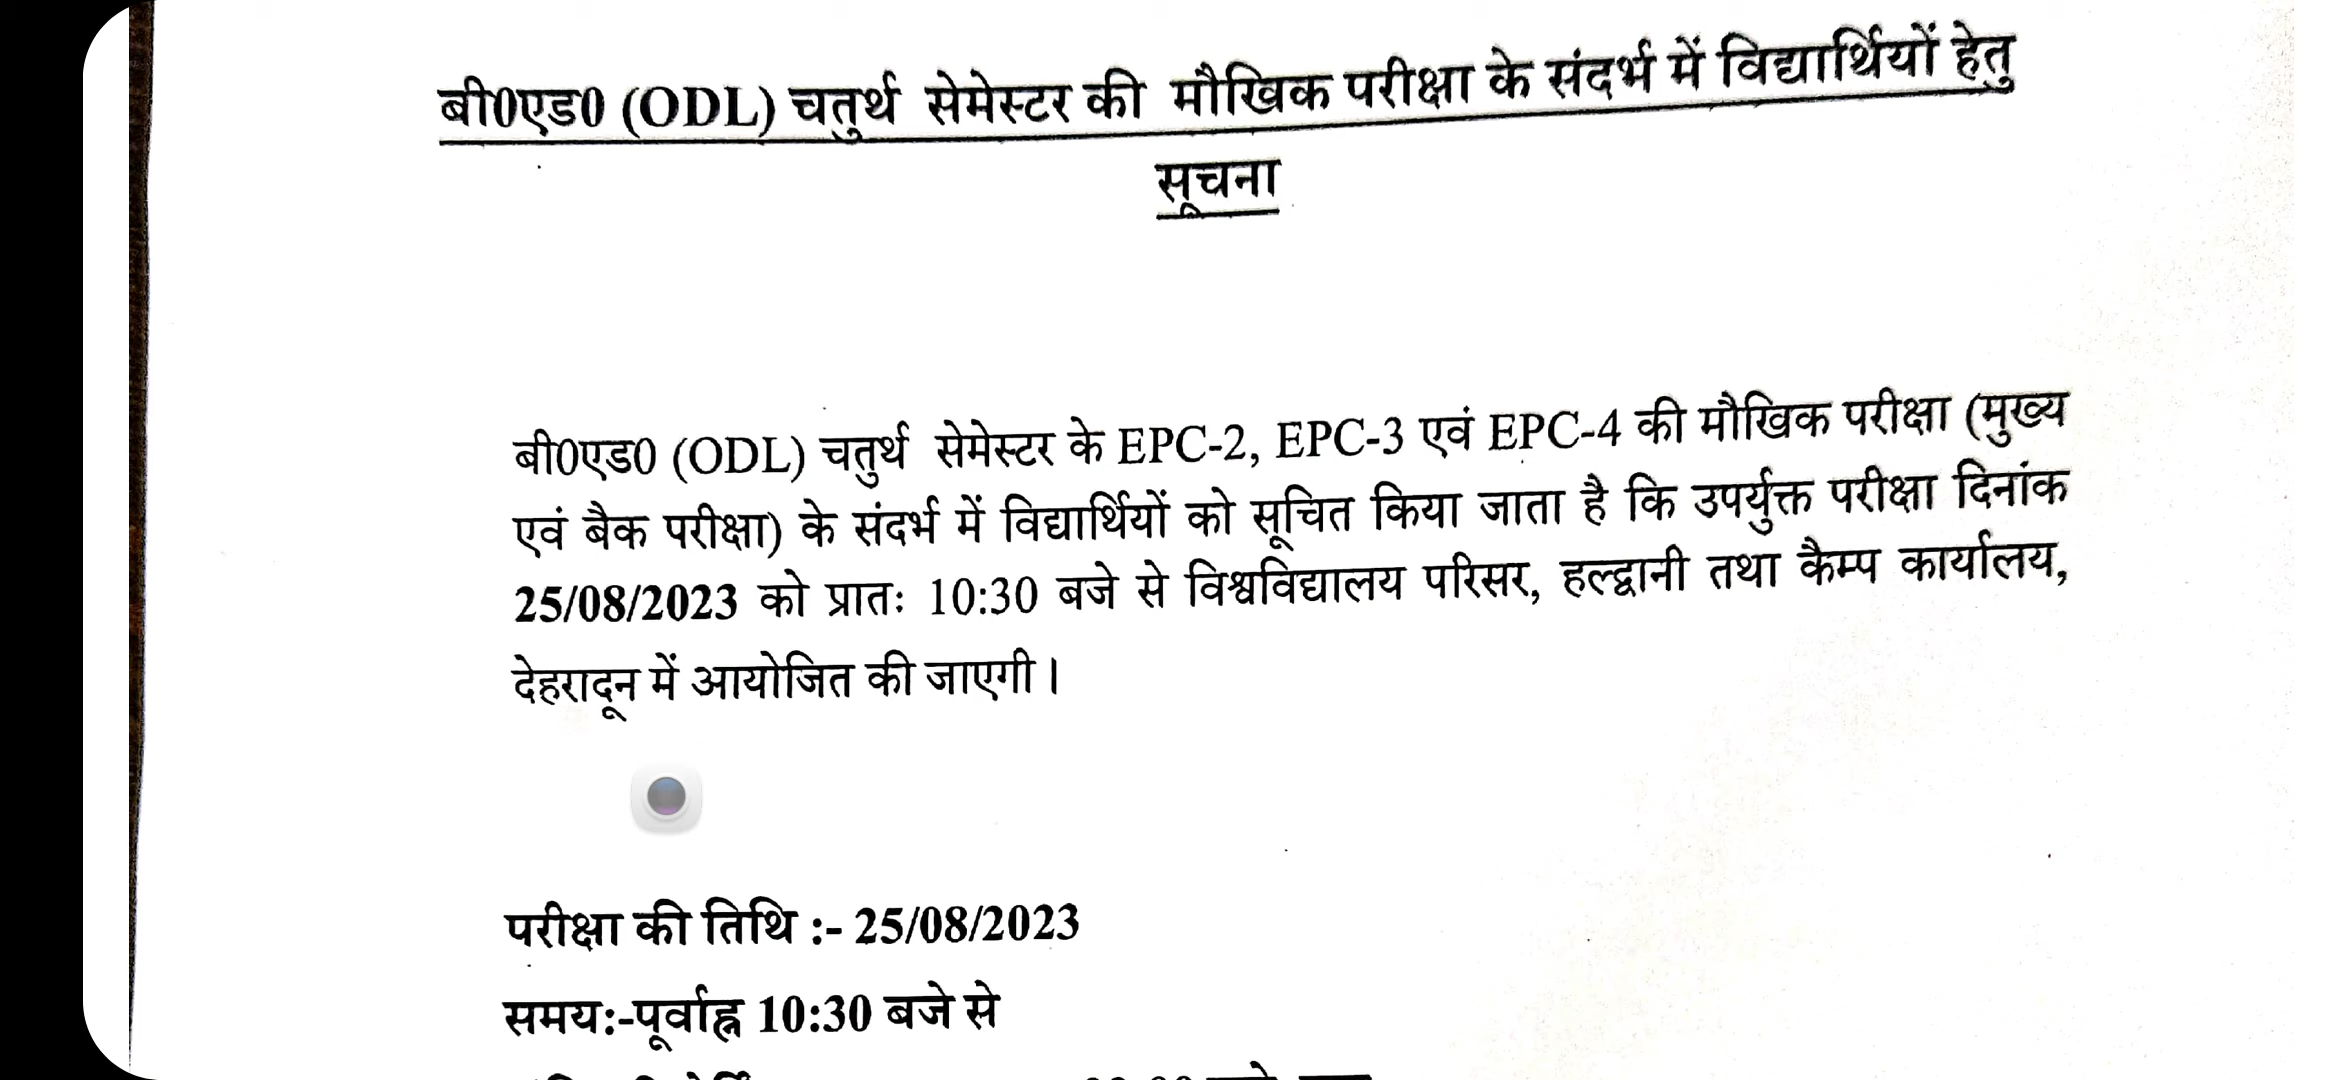 बी0एड0 (ODL) चतुर्थ सेमेस्टर की मौखिक परीक्षा के संदर्भ में विद्यार्थियों हेतु
सूचना
बी0एड0 (ODL) चतुर्थ सेमेस्टर के EPC-2, EPC-3 एवं EPC-4 की मौखिक परीक्षा (मुख्य
एवं बैक परीक्षा) के संदर्भ में विद्यार्थियों को सूचित किया जाता है कि उपर्युक्त परीक्षा दिनांक
25/08/2023 को प्रातः 10:30 बजे से विश्वविद्यालय परिसर, हल्द्वानी तथा कैम्प कार्यालय,
देहरादून में आयोजित की जाएगी।
परीक्षा की तिथि :- 25/08/2023
समय:-पूर्वाह्न 10:30 बजे से